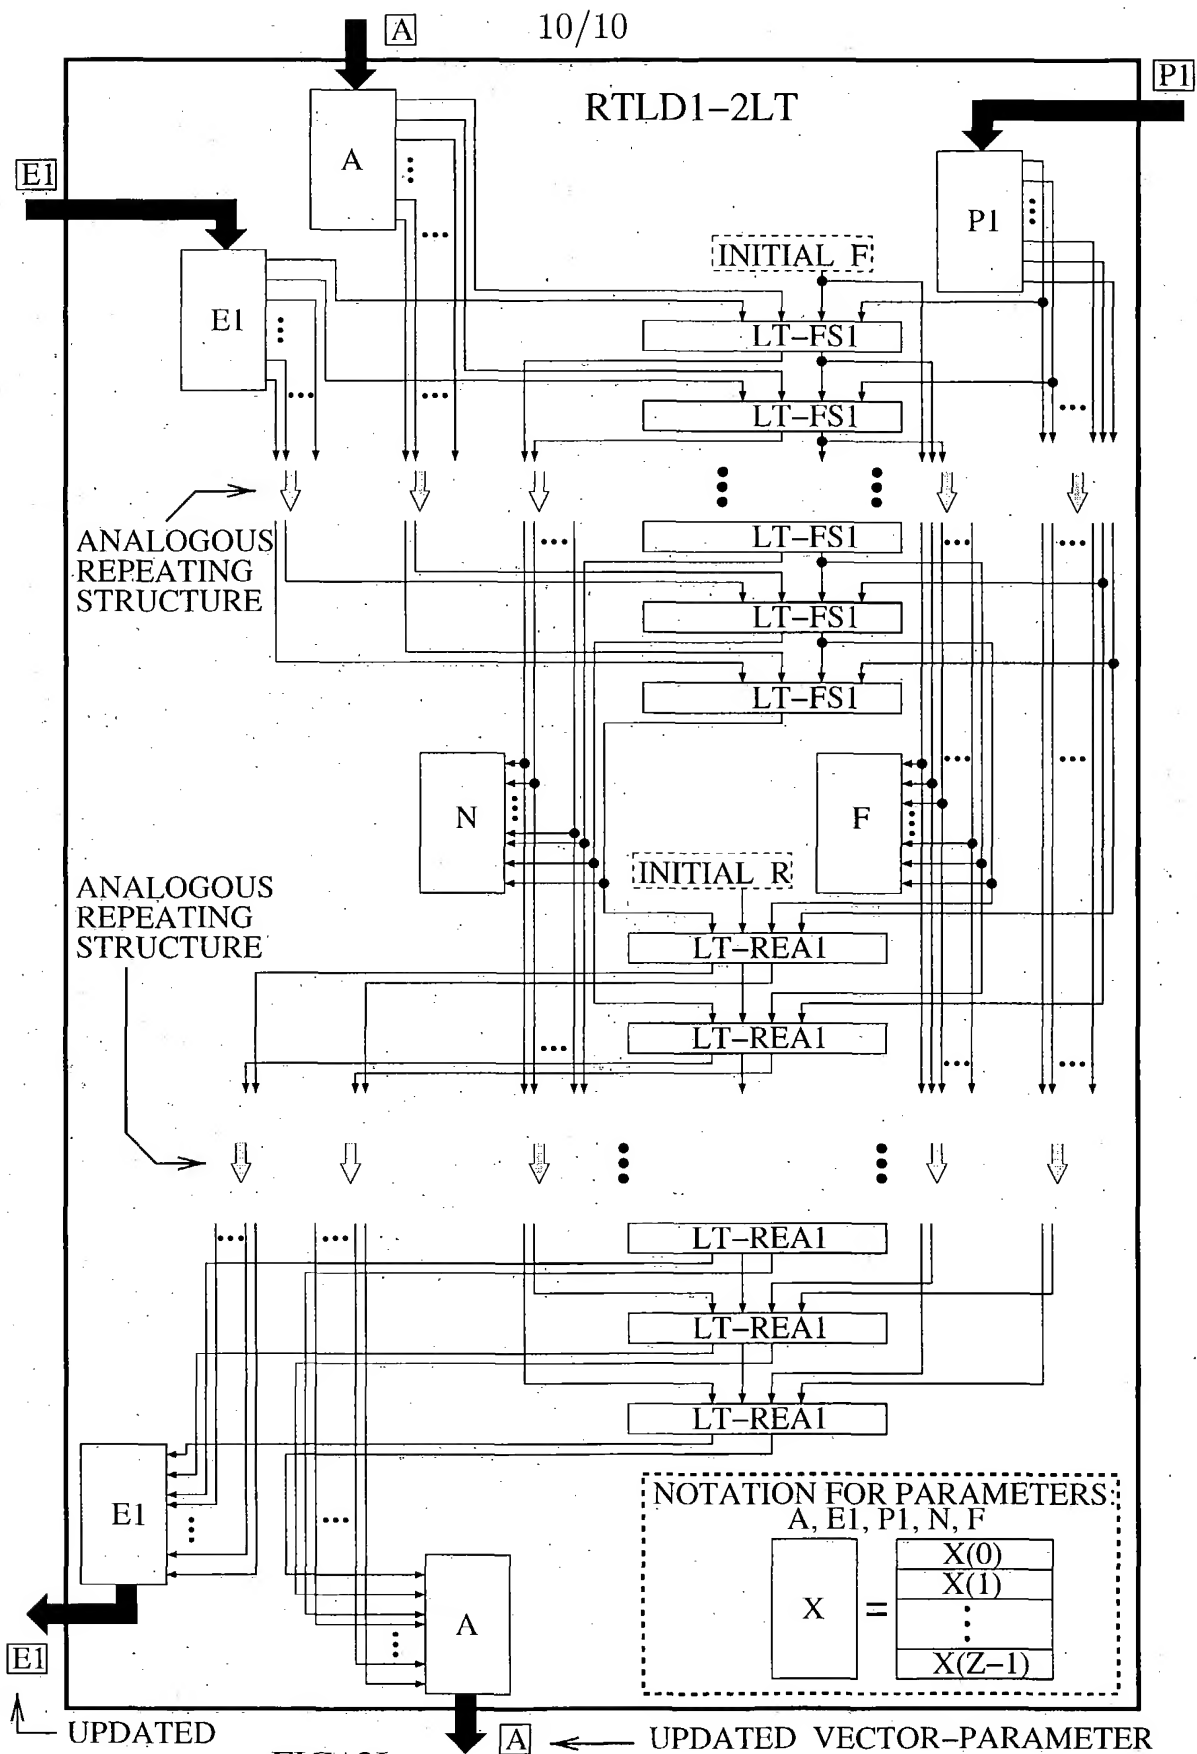 10/10
A
P1
RTLD1-2LT
A
E1
P1
INITIAL F
E1
LT-FS1
LT-FS1
ANALOGOUS
REPEATING
STRUCTURE
LT-FS1
LT-FS1
LT-FS1
N
F
INITIAL R
ANALOGOUS
REPEATING
STRUCTURE
LT-REA1
LT-REA1
LT-REA1
LT-REA1
LT-REA1
E1
NOTATION FOR PARAMETERS:
A, E1, P1, N, F
X
=
X(0)
X(1)
X(Z-1)
A
E1
UPDATED
A
UPDATED VECTOR-PARAMETER